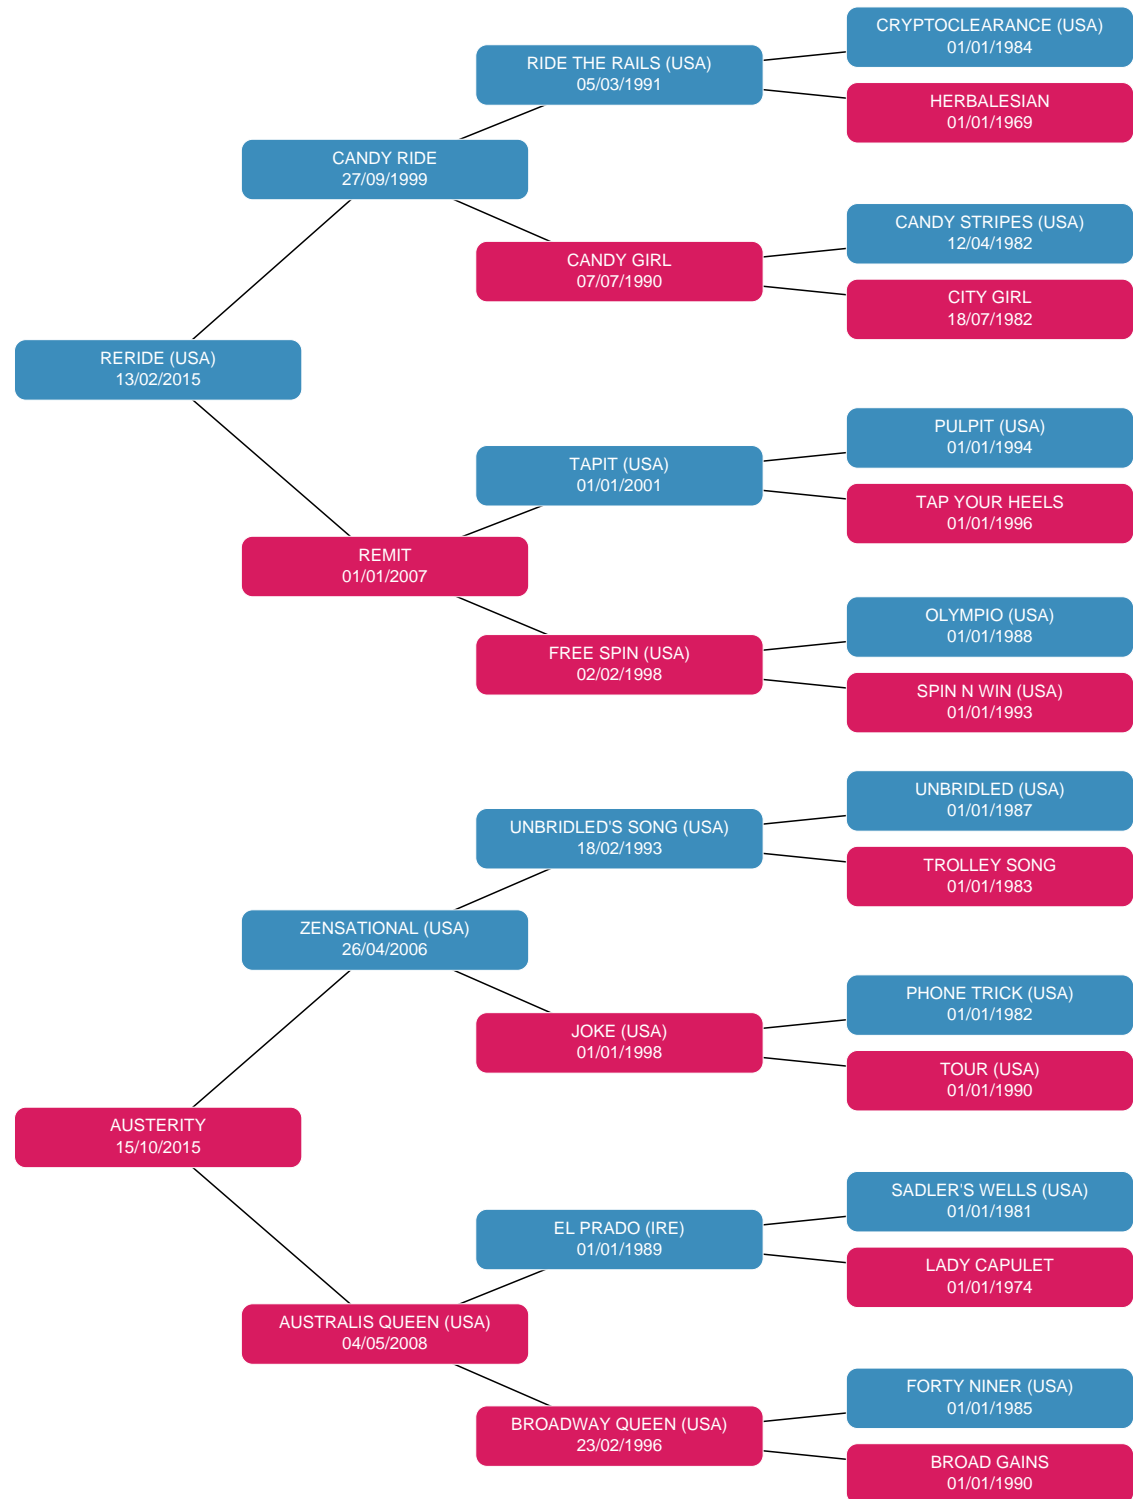 CRYPTOCLEARANCE (USA)
01/01/1984
RIDE THE RAILS (USA)
05/03/1991
HERBALESIAN
01/01/1969
CANDY RIDE
27/09/1999
CANDY STRIPES (USA)
12/04/1982
CANDY GIRL
07/07/1990
CITY GIRL
18/07/1982
RERIDE (USA)
13/02/2015
PULPIT (USA)
01/01/1994
TAPIT (USA)
01/01/2001
TAP YOUR HEELS
01/01/1996
REMIT
01/01/2007
OLYMPIO (USA)
01/01/1988
FREE SPIN (USA)
02/02/1998
SPIN N WIN (USA)
01/01/1993
UNBRIDLED (USA)
01/01/1987
UNBRIDLED'S SONG (USA)
18/02/1993
TROLLEY SONG
01/01/1983
ZENSATIONAL (USA)
26/04/2006
PHONE TRICK (USA)
01/01/1982
JOKE (USA)
01/01/1998
TOUR (USA)
01/01/1990
AUSTERITY
15/10/2015
SADLER'S WELLS (USA)
01/01/1981
EL PRADO (IRE)
01/01/1989
LADY CAPULET
01/01/1974
AUSTRALIS QUEEN (USA)
04/05/2008
FORTY NINER (USA)
01/01/1985
BROADWAY QUEEN (USA)
23/02/1996
BROAD GAINS
01/01/1990